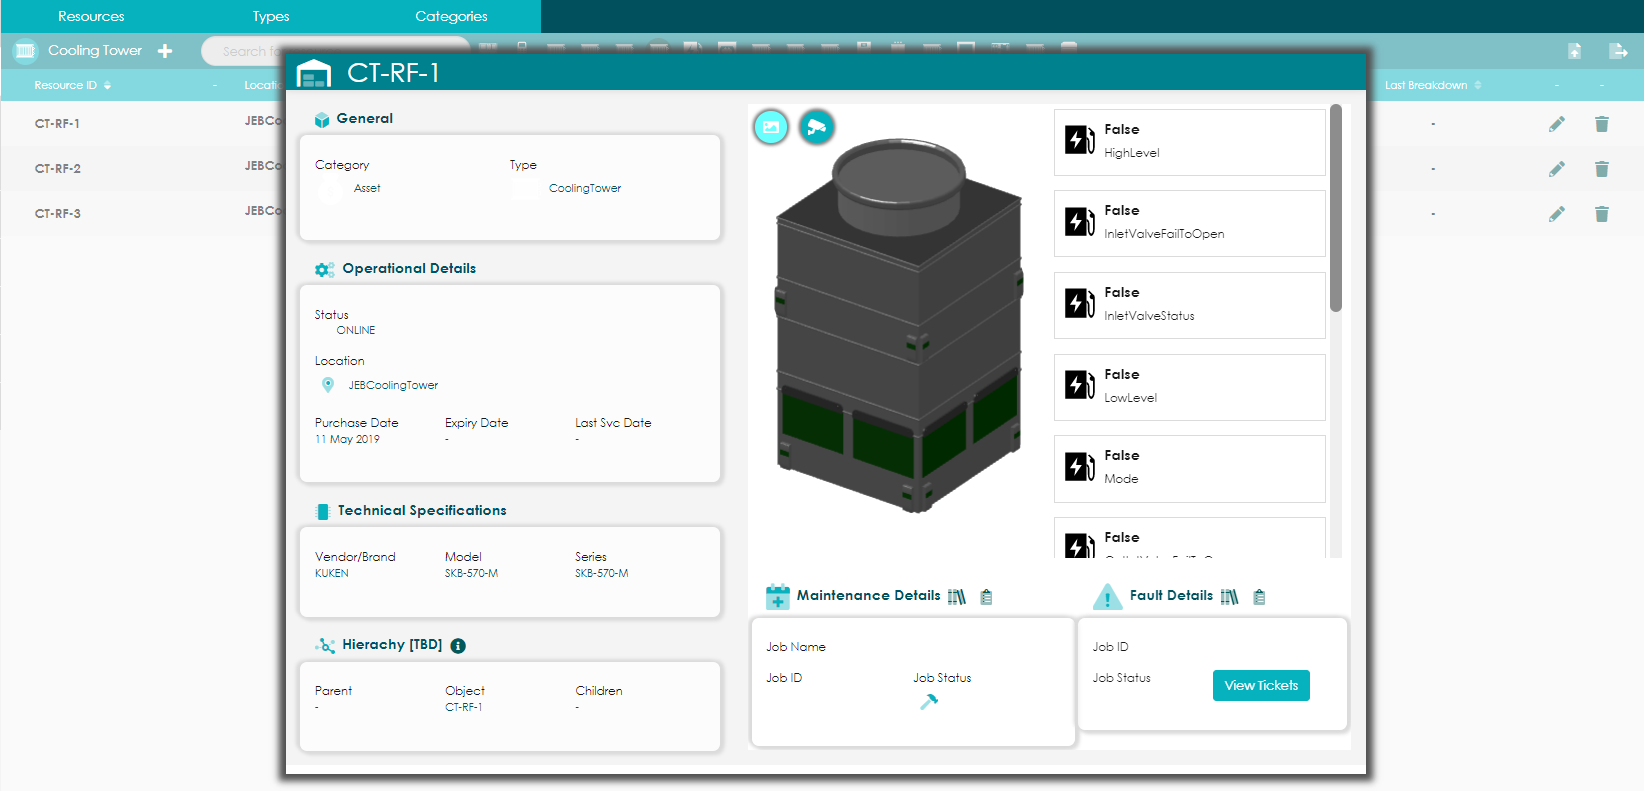 Resources Types Categories
Cooling Tower
Search fo
Resource ID - Locatio
Last Breakdown - -
CT-RF-1 JEBCo -
CT-RF-2 JEBCo -
CT-RF-3 JEBCo -
CT-RF-1
General
Category Type
Asset CoolingTower
Operational Details
Status
ONLINE
Location
JEBCoolingTower
Purchase Date Expiry Date Last Svc Date
11 May 2019 - -
Technical Specifications
Vendor/Brand Model Series
KUKEN SKB-570-M SKB-570-M
Hierachy [TBD]
Parent Object Children
- CT-RF-1 -
False
HighLevel
False
InletValveFailToOpen
False
InletValveStatus
False
LowLevel
False
Mode
False
Maintenance Details
Job Name
Job ID Job Status
Fault Details
Job ID
Job Status View Tickets